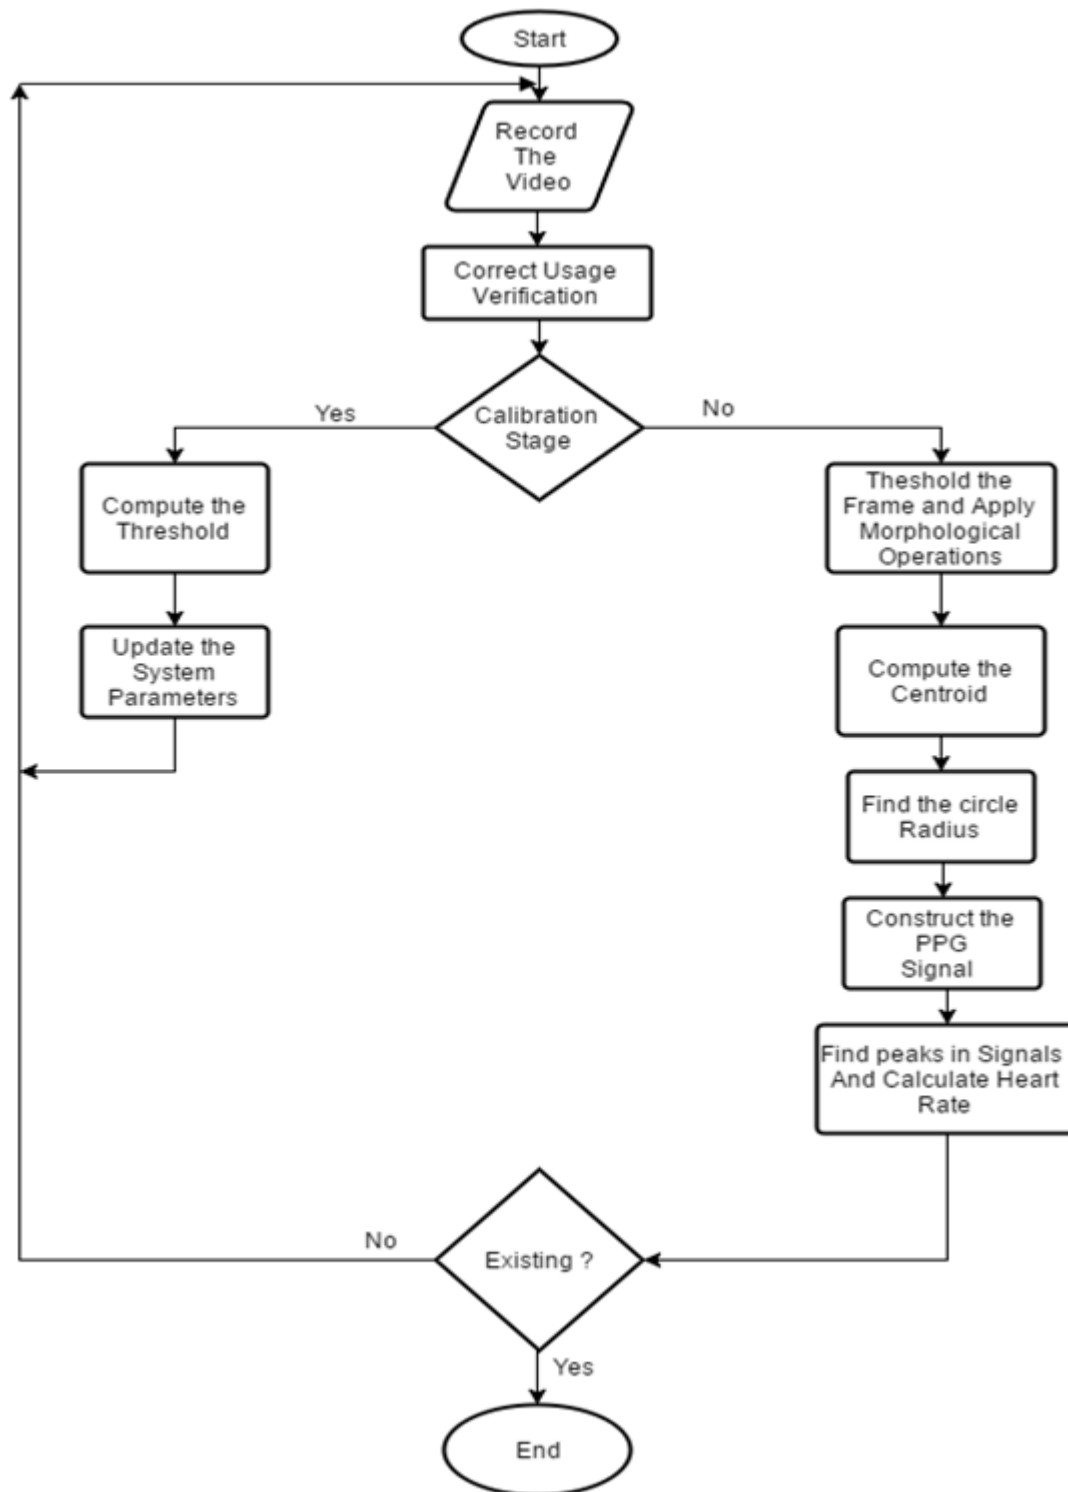 Start
Record
The
Video
Correct Usage
Verification
Calibration
Stage
Yes
No
Compute the
Threshold
Theshold the
Frame and Apply
Morphological
Operations
Update the
System
Parameters
Compute the
Centroid
Find the circle
Radius
Construct the
PPG
Signal
Find peaks in Signals
And Calculate Heart
Rate
No
Existing ?
Yes
End